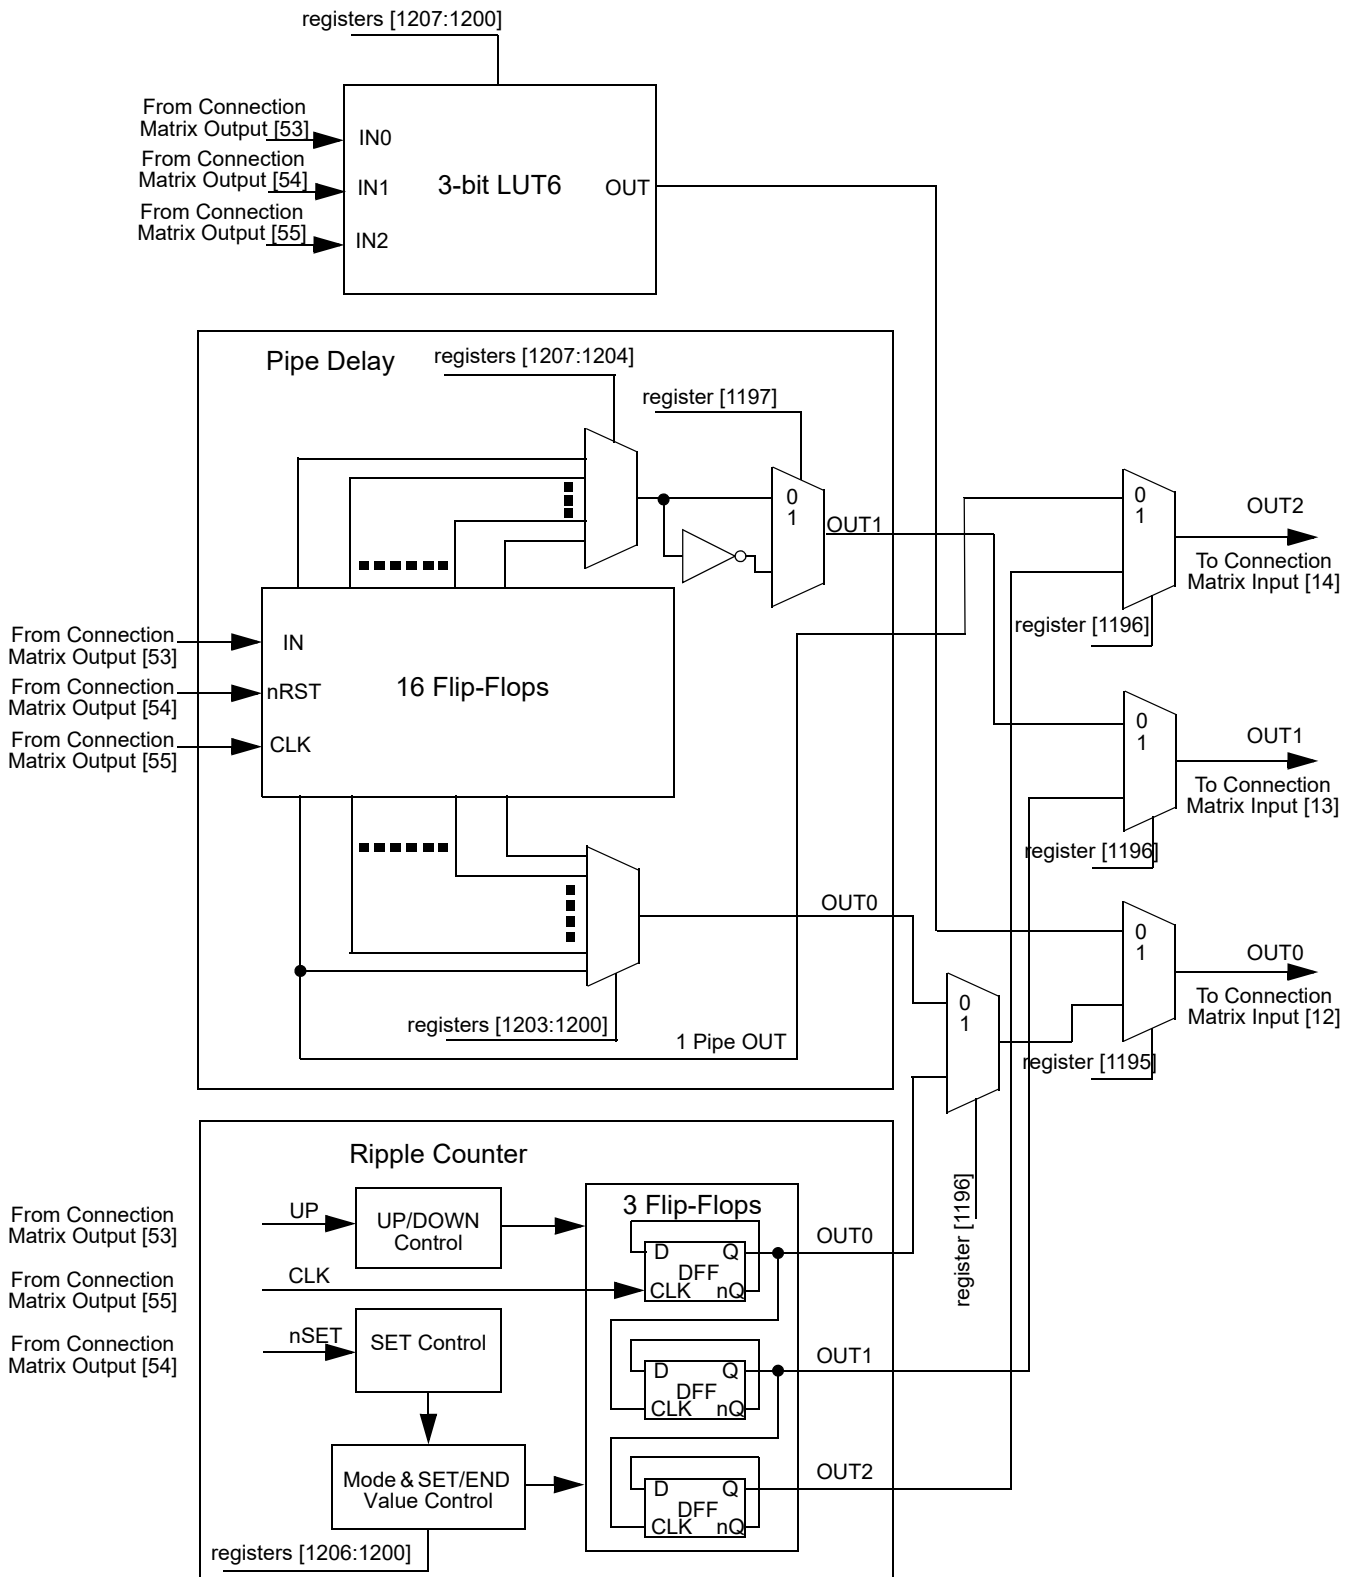 registers [1207:1200]
From Connection
Matrix Output [53]
IN0
From Connection
Matrix Output [54]
IN1
3-bit LUT6
OUT
From Connection
Matrix Output [55]
IN2
Pipe Delay
registers [1207:1204]
register [1197]
0
1
OUT1
0
1
OUT2
To Connection
Matrix Input [14]
register [1196]
From Connection
Matrix Output [53]
IN
From Connection
Matrix Output [54]
nRST
16 Flip-Flops
From Connection
Matrix Output [55]
CLK
0
1
OUT1
To Connection
Matrix Input [13]
register [1196]
OUT0
0
1
OUT0
To Connection
Matrix Input [12]
register [1195]
0
1
registers [1203:1200]
1 Pipe OUT
register [1196]
Ripple Counter
From Connection
Matrix Output [53]
UP
UP/DOWN
Control
3 Flip-Flops
D
Q
DFF
CLK
nQ
OUT0
From Connection
Matrix Output [55]
CLK
From Connection
Matrix Output [54]
nSET
SET Control
D
Q
DFF
CLK
nQ
OUT1
Mode & SET/END
Value Control
D
Q
DFF
CLK
nQ
OUT2
registers [1206:1200]